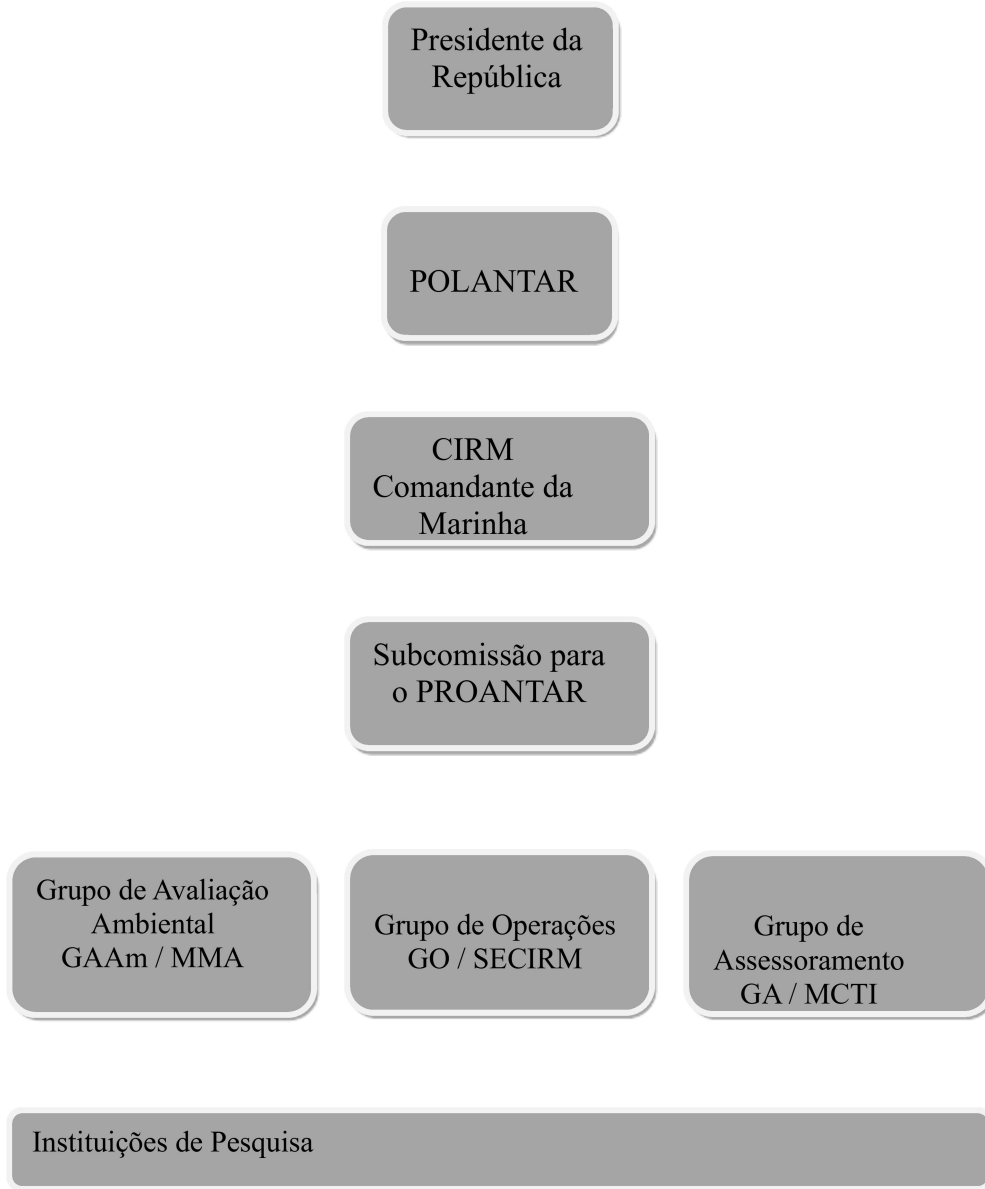 Presidente da
República
POLANTAR
CIRM
Comandante da
Marinha
Subcomissão para
o PROANTAR
Grupo de Avaliação
Ambiental
GAAm / MMA
Grupo de Operações
GO / SECIRM
Grupo de
Assessoramento
GA / MCTI
Instituições de Pesquisa